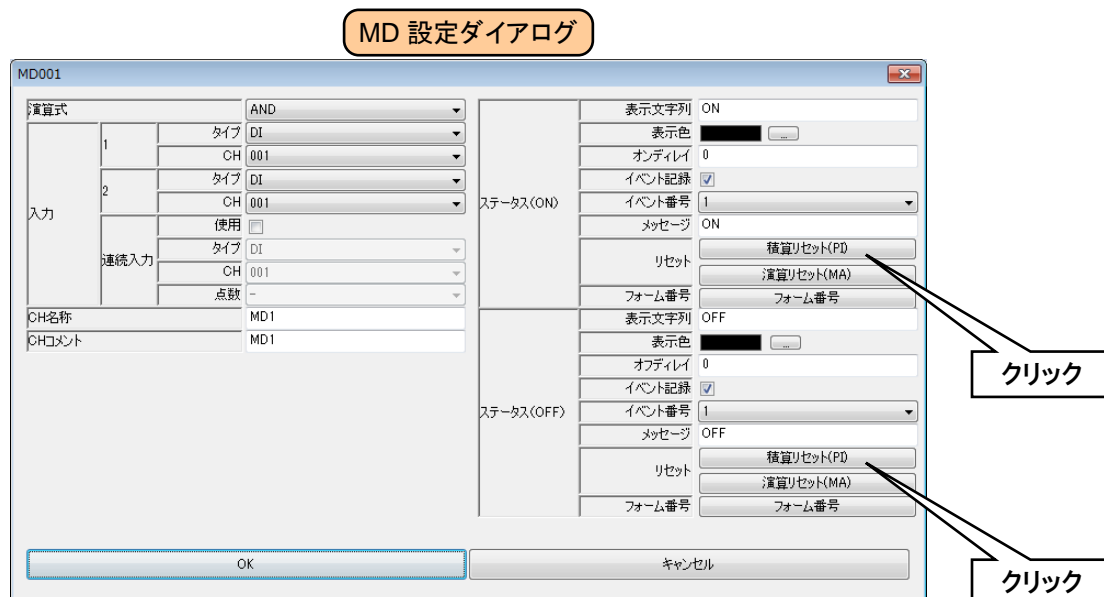 MD 設定ダイアログ
MD001
演算式 AND
入力
1
タイプ DI
CH 001
2
タイプ DI
CH 001
連続入力
使用
タイプ DI
CH 001
点数 -
CH名称 MD1
CHコメント MD1
ステータス(ON)
表示文字列 ON
表示色 ...
オンディレイ 0
イベント記録
イベント番号 1
メッセージ ON
リセット
積算リセット(PI)
演算リセット(MA)
フォーム番号 フォーム番号
ステータス(OFF)
表示文字列 OFF
表示色 ...
オフディレイ 0
イベント記録
イベント番号 1
メッセージ OFF
リセット
積算リセット(PI)
演算リセット(MA)
フォーム番号 フォーム番号
クリック
クリック
OK
キャンセル